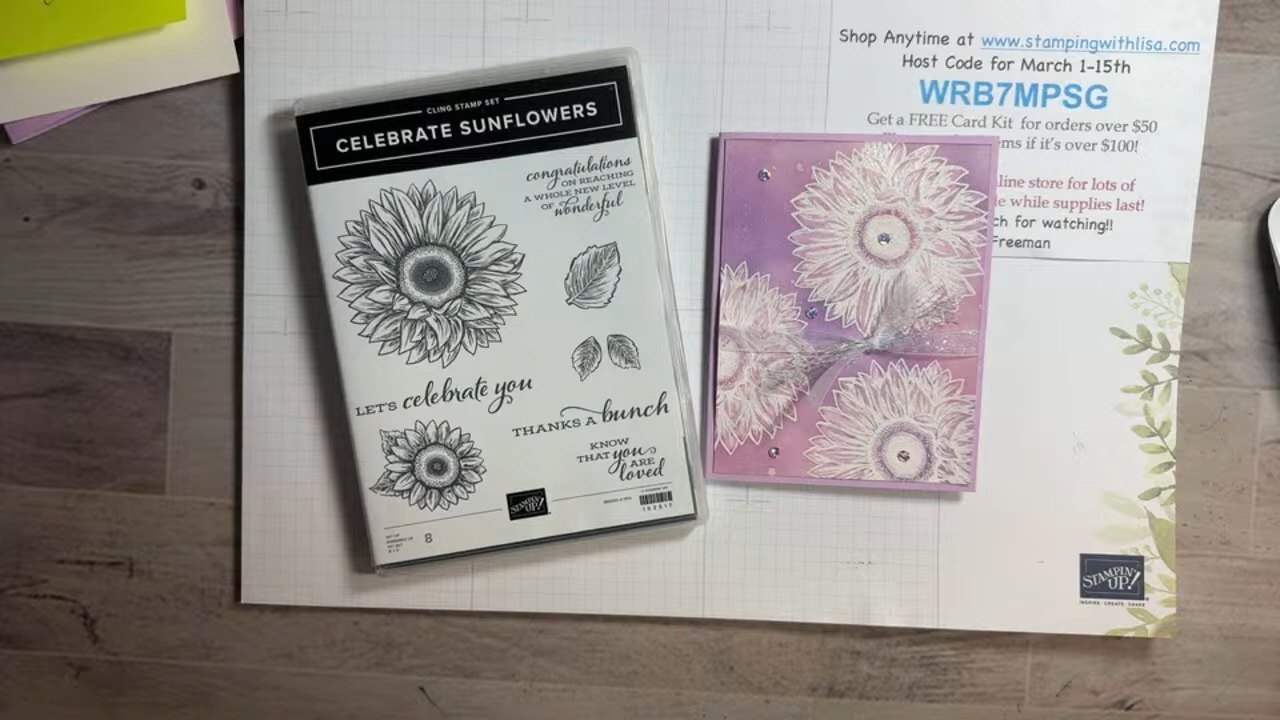 CLING STAMP SET
CELEBRATE SUNFLOWERS
congratulations
ON REACHING
A WHOLE NEW LEVEL
OF wonderful
LET'S celebrate you
THANKS A bunch
KNOW
THAT you
ARE
loved
STAMPIN' UP!
8
Shop Anytime at www.stampingwithlisa.com
Host Code for March 1-15th
WRB7MPSG
Get a FREE Card Kit for orders over $50
ems if it's over $100!
line store for lots of
e while supplies last!
ch for watching!!
Freeman
STAMPIN' UP!
INSPIRE · CREATE · SHARE